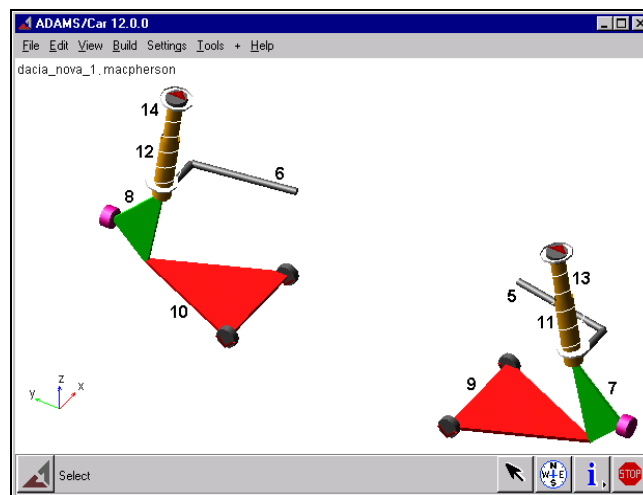 ADAMS/Car 12.0.0
File Edit View Build Settings Tools + Help
dacia_nova_1.macpherson
14
12
6
8
13
5
11
10
9
7
z
y x
Select
N
W E
S
i
STOP